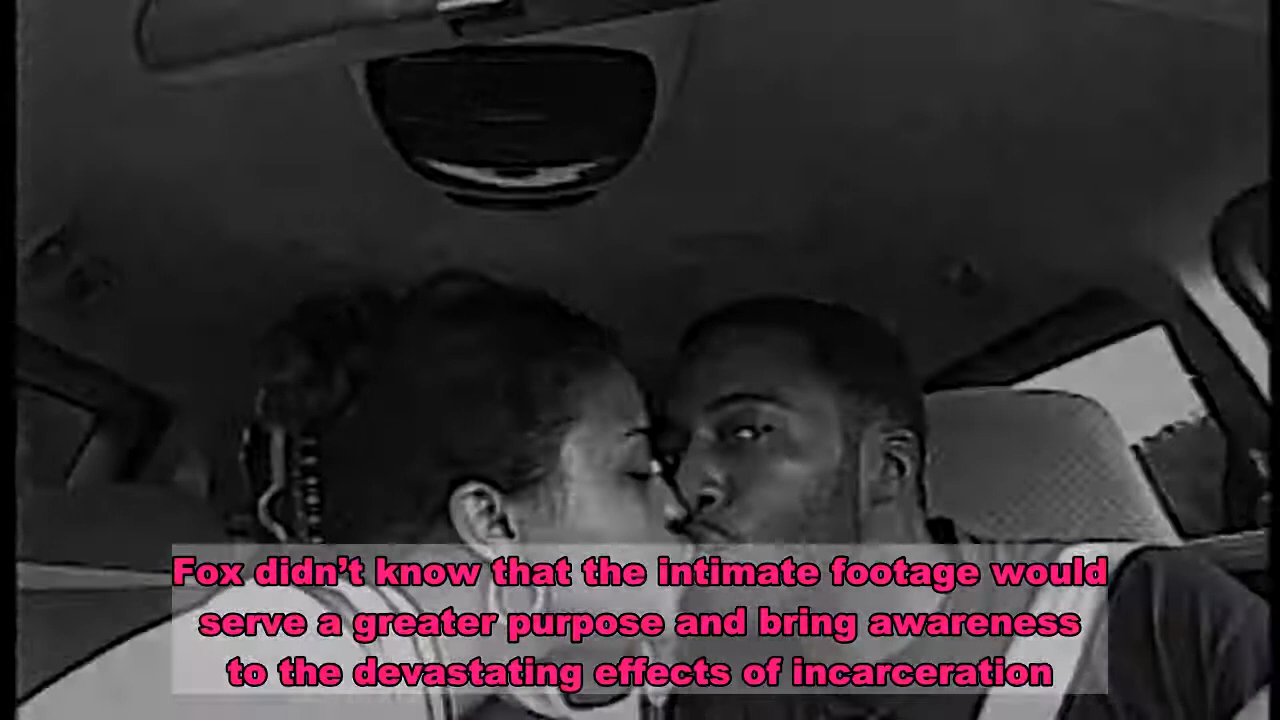 Fox didn’t know that the intimate footage would
serve a greater purpose and bring awareness
to the devastating effects of incarceration